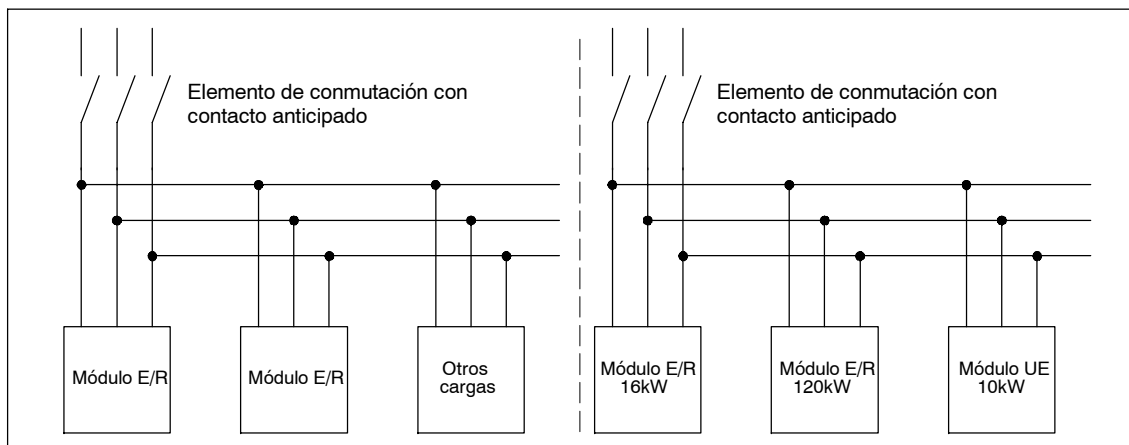 Elemento de conmutación con
contacto anticipado
Elemento de conmutación con
contacto anticipado
Módulo E/R
Módulo E/R
Otros
cargas
Módulo E/R
16kW
Módulo E/R
120kW
Módulo UE
10kW